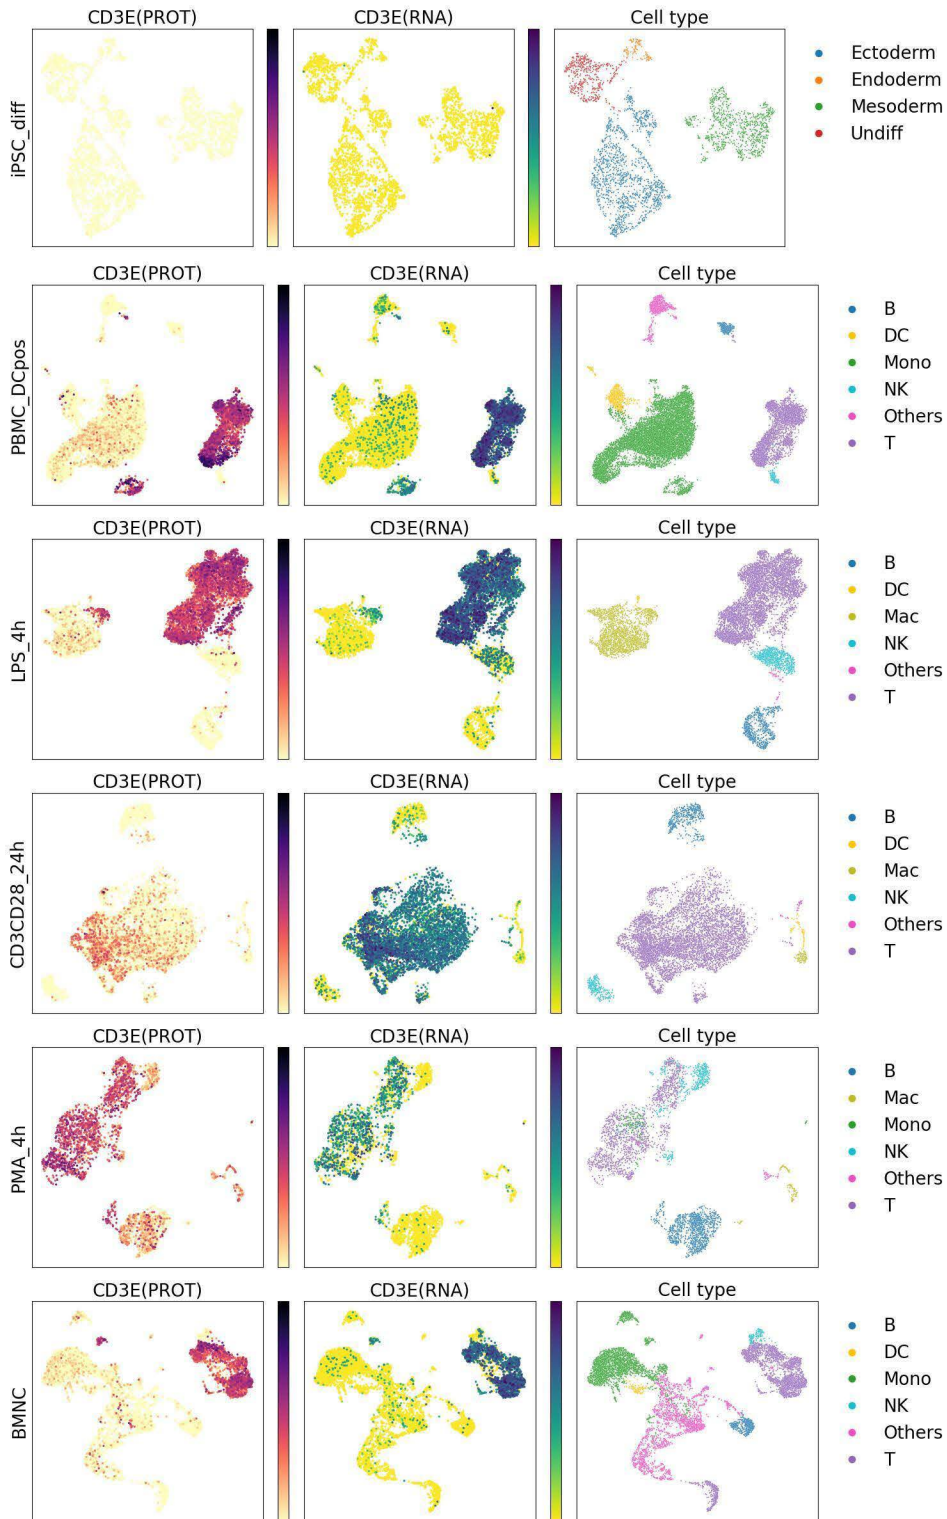 CD3E(PROT) CD3E(RNA) Cell type
iPSC_diff
Ectoderm
Endoderm
Mesoderm
Undiff
CD3E(PROT) CD3E(RNA) Cell type
PBMC_DCpos
B
DC
Mono
NK
Others
T
CD3E(PROT) CD3E(RNA) Cell type
LPS_4h
B
DC
Mac
NK
Others
T
CD3E(PROT) CD3E(RNA) Cell type
CD3CD28_24h
B
DC
Mac
NK
Others
T
CD3E(PROT) CD3E(RNA) Cell type
PMA_4h
B
Mac
Mono
NK
Others
T
CD3E(PROT) CD3E(RNA) Cell type
BMNC
B
DC
Mono
NK
Others
T